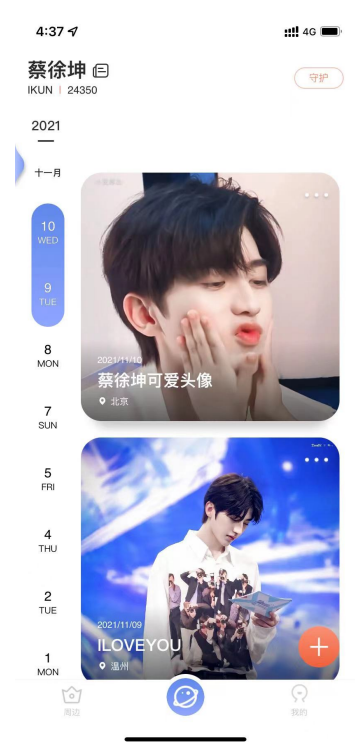 4:37
4G
蔡徐坤
IKUN | 24350
守护
2021
十一月
10
WED
9
TUE
8
MON
7
SUN
5
FRI
4
THU
2
TUE
1
MON
2021/11/10
蔡徐坤可爱头像
北京
2021/11/09
ILOVEYOU
温州
周边
我的